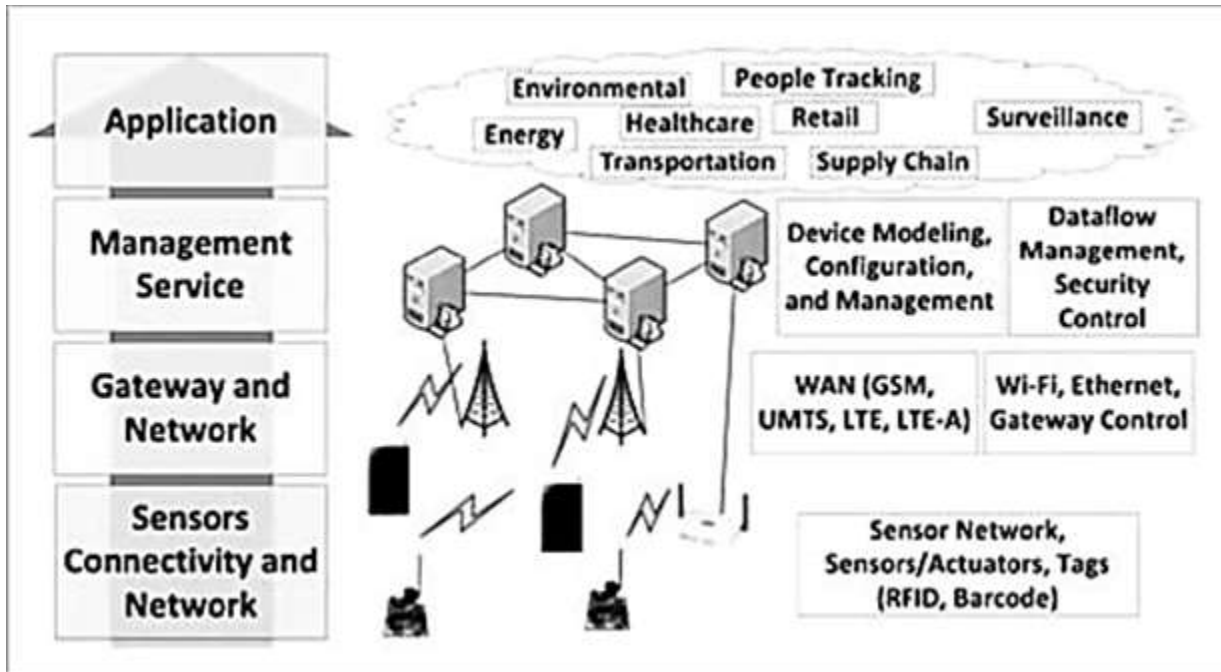 Application
Environmental
People Tracking
Energy
Healthcare
Retail
Surveillance
Transportation
Supply Chain
Management
Service
Device Modeling,
Configuration,
and Management
Dataflow
Management,
Security
Control
Gateway and
Network
WAN (GSM,
UMTS, LTE, LTE-A)
Wi-Fi, Ethernet,
Gateway Control
Sensors
Connectivity and
Network
Sensor Network,
Sensors/Actuators, Tags
(RFID, Barcode)